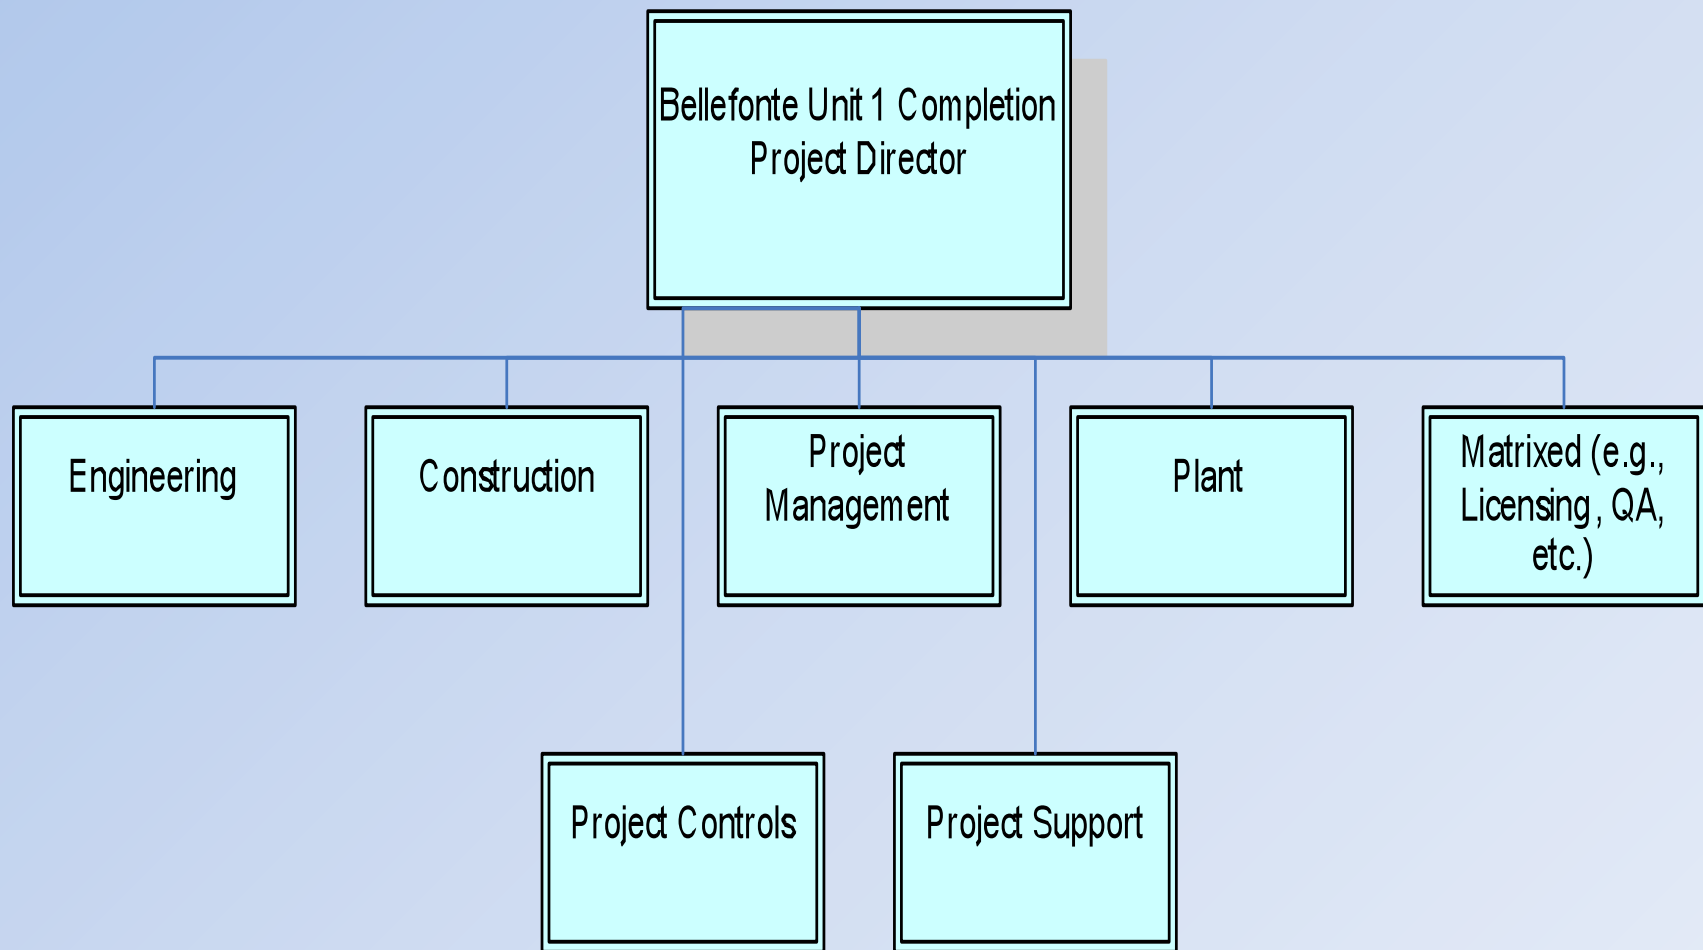 Bellefonte Unit 1 Completion
Project Director
Engineering
Construction
Project
Management
Plant
Matrixed (e.g.,
Licensing, QA,
etc.)
Project Controls
Project Support